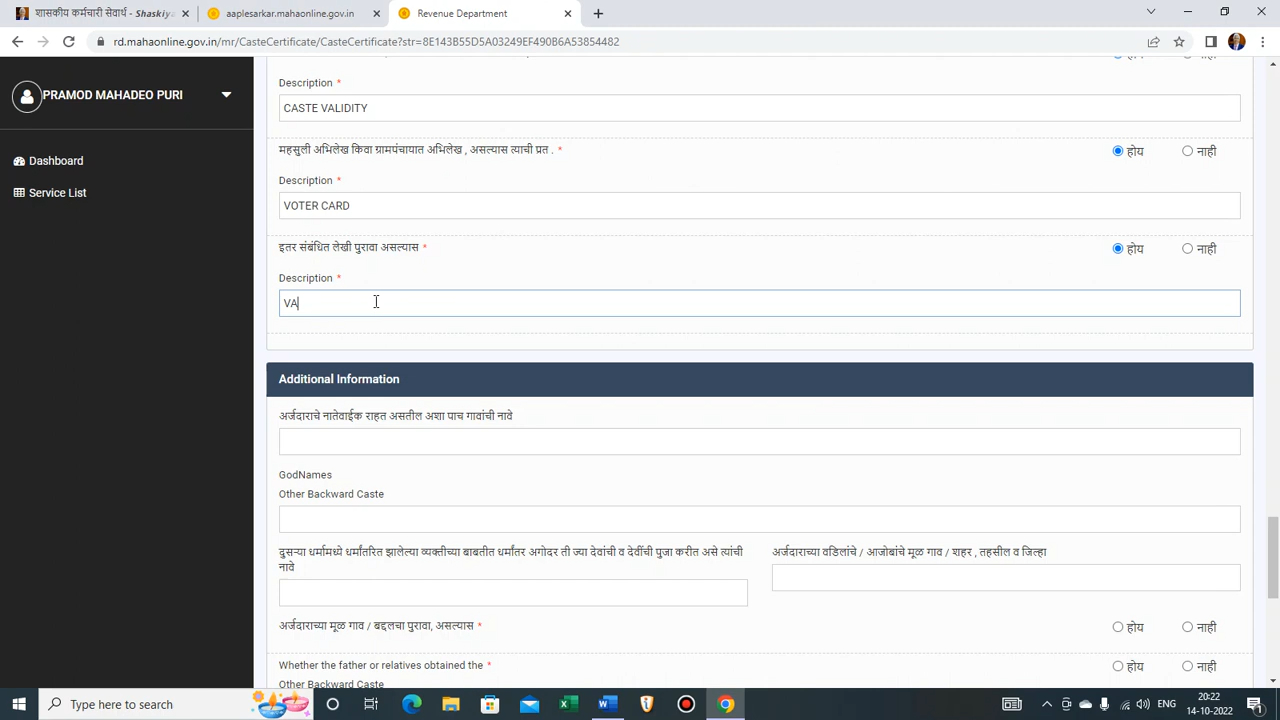 शासकीय कर्मचारी सेवार्थ - Shaskiy
aaplesarkar.mahaonline.gov.in
Revenue Department
rd.mahaonline.gov.in/mr/CasteCertificate/CasteCertificate?str=8E143B55D5A03249EF490B6A53854482
PRAMOD MAHADEO PURI
Dashboard
Service List
Description *
CASTE VALIDITY
महसुली अभिलेख किंवा ग्रामपंचायात अभिलेख , असल्यास त्याची प्रत . * होय नाही
Description *
VOTER CARD
इतर संबंधित लेखी पुरावा असल्यास * होय नाही
Description *
VA
Additional Information
अर्जदाराचे नातेवाईक राहत असतील अशा पाच गावांची नावे
GodNames
Other Backward Caste
दुसऱ्या धर्मामध्ये धर्मांतरित झालेल्या व्यक्तीच्या बाबतीत धर्मांतर अगोदर ती ज्या देवांची व देवींची पुजा करीत असे त्यांची
नावे
अर्जदाराच्या वडिलांचे / आजोबांचे मूळ गाव / शहर , तहसील व जिल्हा
अर्जदाराच्या मूळ गाव / बद्दलचा पुरावा, असल्यास * होय नाही
Whether the father or relatives obtained the * होय नाही
Other Backward Caste
Type here to search
ENG
20:22
14-10-2022